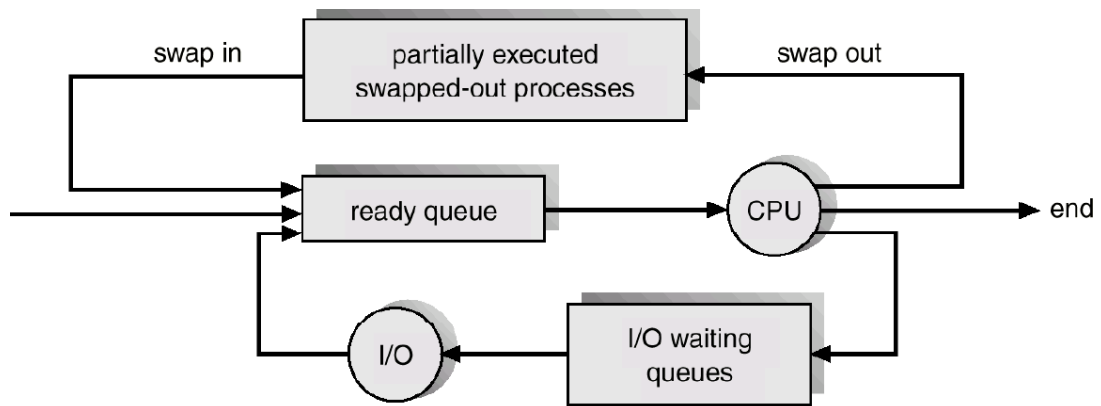 swap in
partially executed
swapped-out processes
swap out
ready queue
CPU
end
I/O
I/O waiting
queues